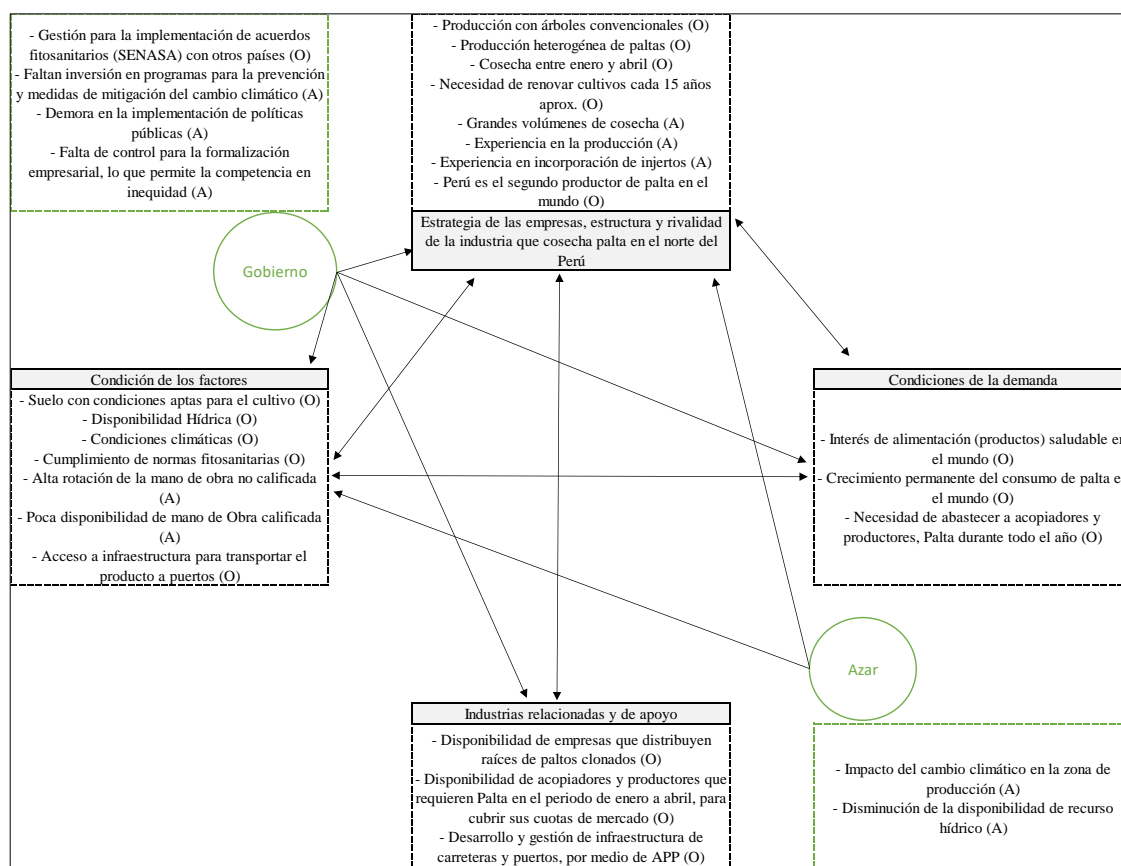 - Gestión para la implementación de acuerdos
fitosanitarios (SENASA) con otros países (O)
- Faltan inversión en programas para la prevención
y medidas de mitigación del cambio climático (A)
- Demora en la implementación de políticas
públicas (A)
- Falta de control para la formalización
empresarial, lo que permite la competencia en
inequidad (A)
- Producción con árboles convencionales (O)
- Producción heterogénea de paltas (O)
- Cosecha entre enero y abril (O)
- Necesidad de renovar cultivos cada 15 años
aprox. (O)
- Grandes volúmenes de cosecha (A)
- Experiencia en la producción (A)
- Experiencia en incorporación de injertos (A)
- Perú es el segundo productor de palta en el
mundo (O)
Estrategia de las empresas, estructura y rivalidad
de la industria que cosecha palta en el norte del
Perú
Gobierno
Condición de los factores
- Suelo con condiciones aptas para el cultivo (O)
- Disponibilidad Hídrica (O)
- Condiciones climáticas (O)
- Cumplimiento de normas fitosanitarias (O)
- Alta rotación de la mano de obra no calificada
(A)
- Poca disponibilidad de mano de Obra calificada
(A)
- Acceso a infraestructura para transportar el
producto a puertos (O)
Condiciones de la demanda
- Interés de alimentación (productos) saludable en
el mundo (O)
- Crecimiento permanente del consumo de palta e
el mundo (O)
- Necesidad de abastecer a acopiadores y
productores, Palta durante todo el año (O)
Azar
Industrias relacionadas y de apoyo
- Disponibilidad de empresas que distribuyen
raíces de paltos clonados (O)
- Disponibilidad de acopiadores y productores que
requieren Palta en el periodo de enero a abril, para
cubrir sus cuotas de mercado (O)
- Desarrollo y gestión de infraestructura de
carreteras y puertos, por medio de APP (O)
- Impacto del cambio climático en la zona de
producción (A)
- Disminución de la disponibilidad de recurso
hídrico (A)